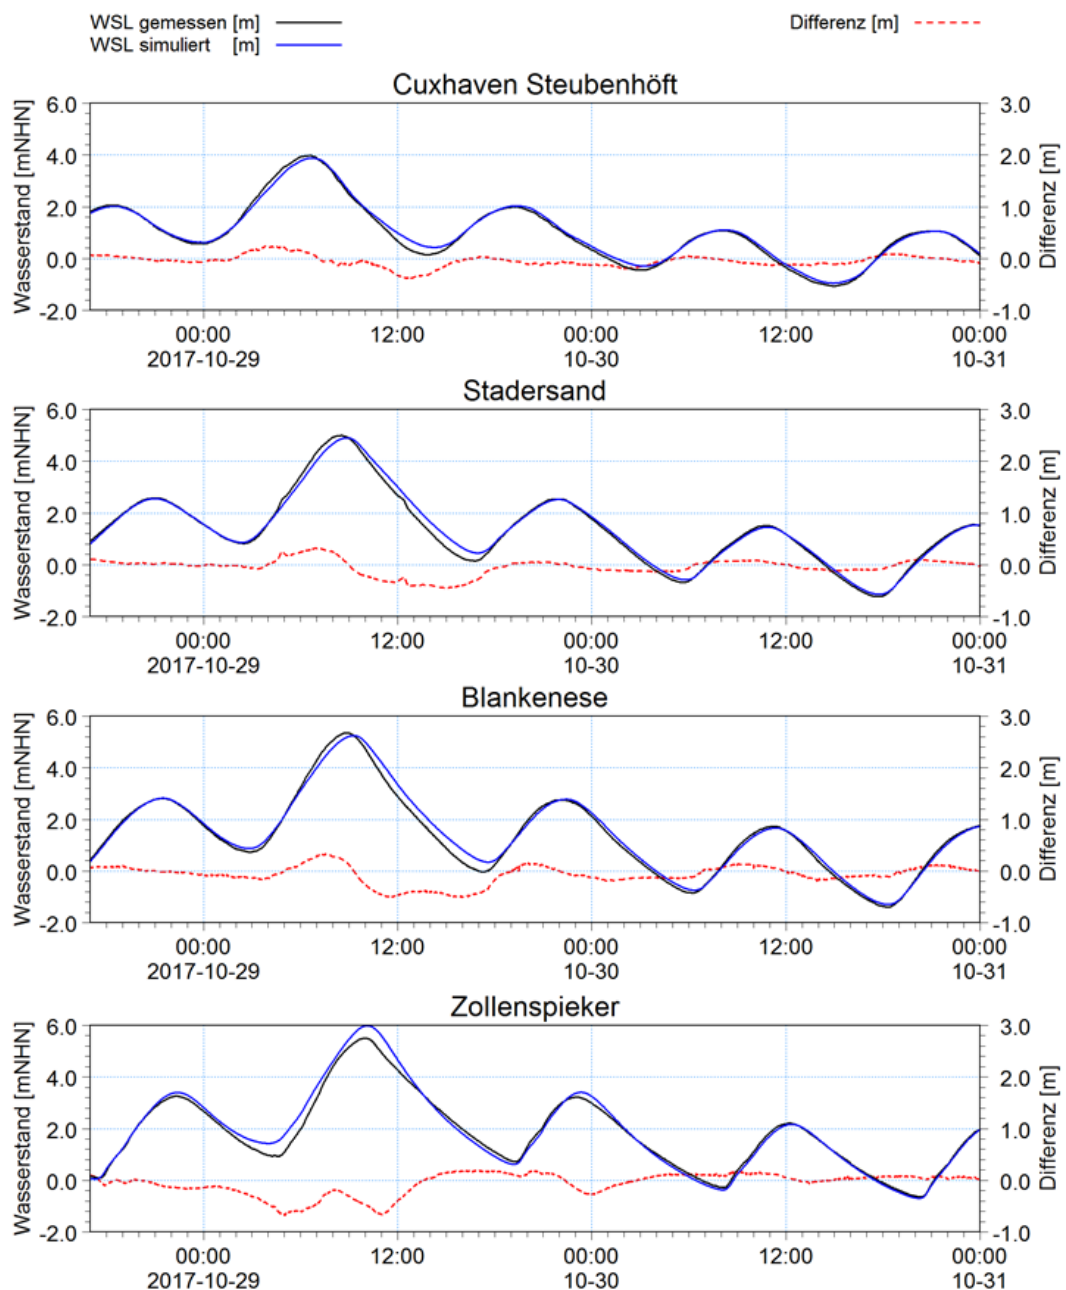 WSL gemessen [m]
WSL simuliert [m]
Differenz [m]
Cuxhaven Steubenhöft
Wasserstand [mNHN]
6.0
4.0
2.0
0.0
-2.0
3.0
2.0
1.0
0.0
-1.0
Differenz [m]
00:00 12:00 00:00 12:00 00:00
2017-10-29 10-30 10-31
Stadersand
Wasserstand [mNHN]
6.0
4.0
2.0
0.0
-2.0
3.0
2.0
1.0
0.0
-1.0
Differenz [m]
00:00 12:00 00:00 12:00 00:00
2017-10-29 10-30 10-31
Blankenese
Wasserstand [mNHN]
6.0
4.0
2.0
0.0
-2.0
3.0
2.0
1.0
0.0
-1.0
Differenz [m]
00:00 12:00 00:00 12:00 00:00
2017-10-29 10-30 10-31
Zollenspieker
Wasserstand [mNHN]
6.0
4.0
2.0
0.0
-2.0
3.0
2.0
1.0
0.0
-1.0
Differenz [m]
00:00 12:00 00:00 12:00 00:00
2017-10-29 10-30 10-31